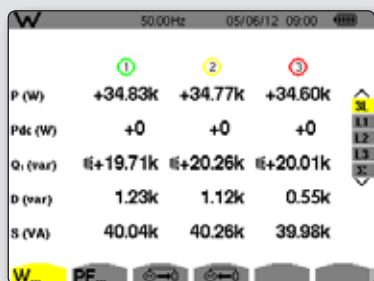 W 50.00Hz 05/06/12 09:00
1 2 3
P (W) +34.83k +34.77k +34.60k
Pdc (W) +0 +0 +0
Q₁ (var) +19.71k +20.26k +20.01k
D (var) 1.23k 1.12k 0.55k
S (VA) 40.04k 40.26k 39.98k
3L
L1
L2
L3
Σ
W... PF...